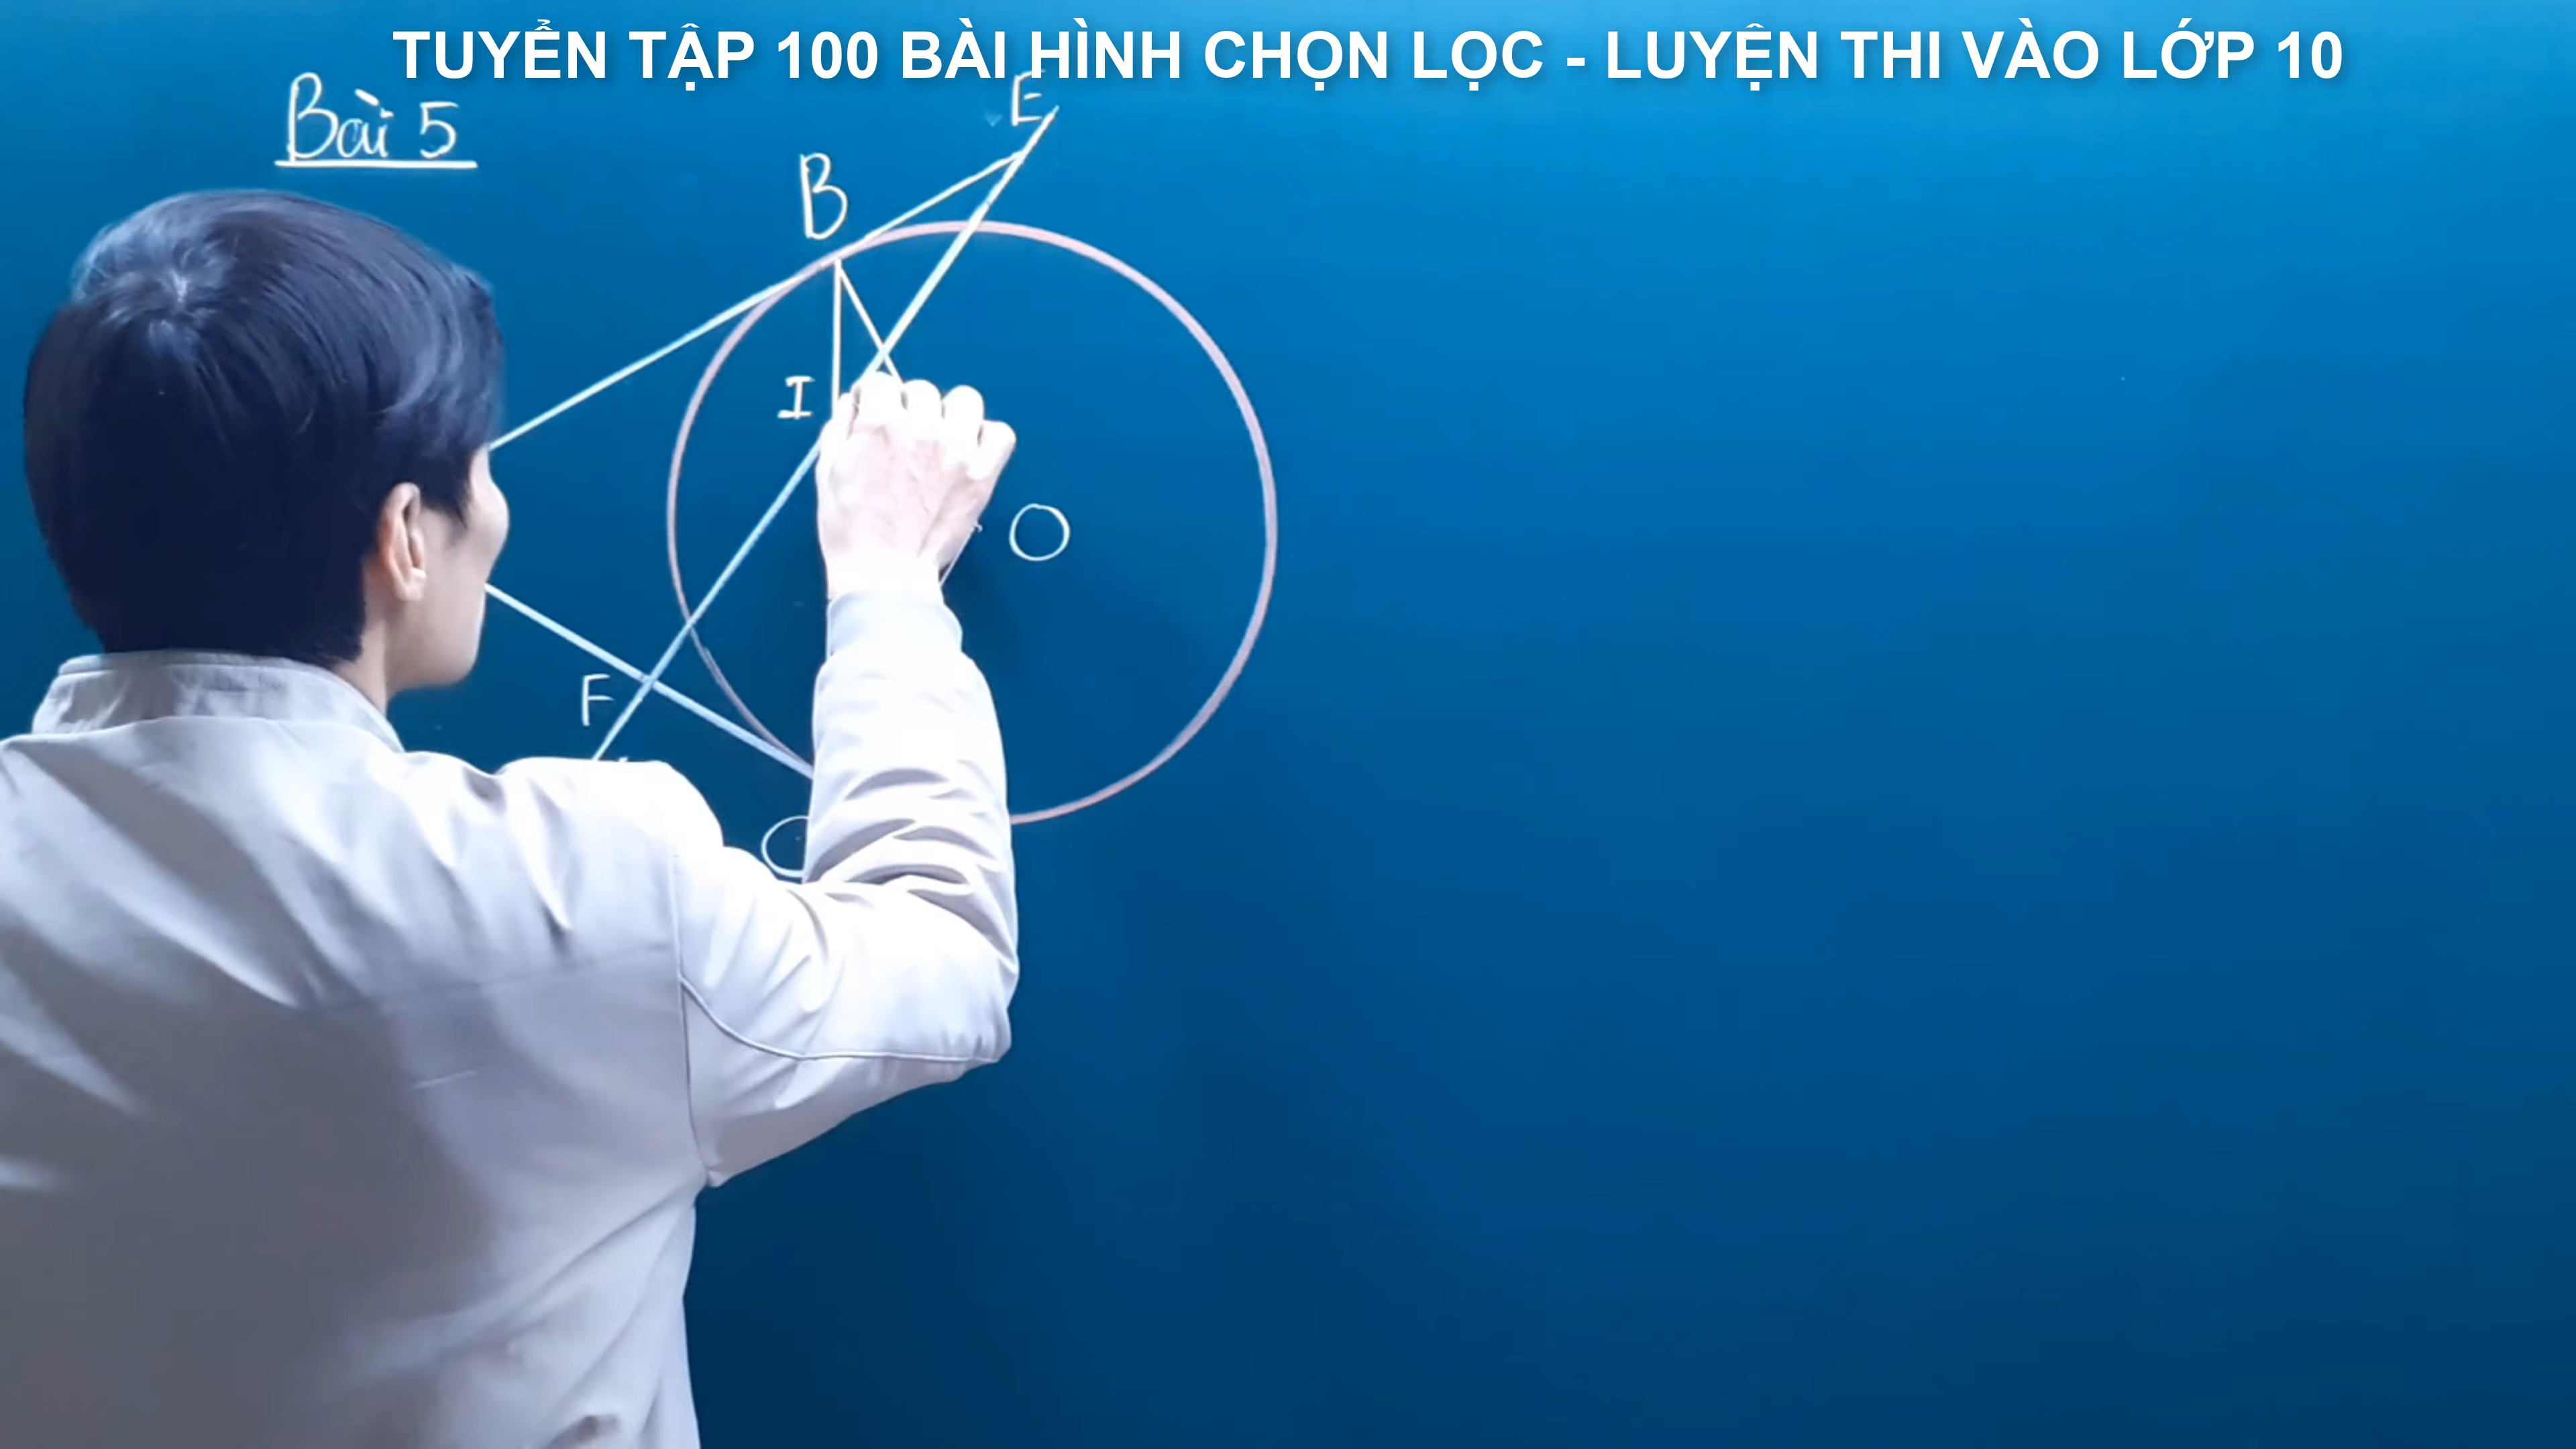 TUYỂN TẬP 100 BÀI HÌNH CHỌN LỌC - LUYỆN THI VÀO LỚP 10
Bài 5
E
B
I
O
F
C